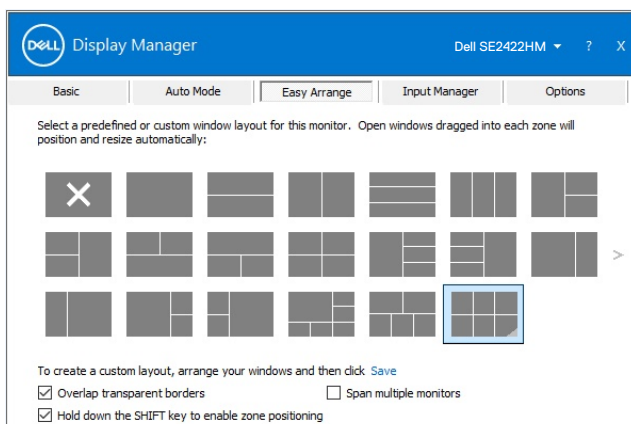 DELL Display Manager Dell SE2422HM ? X
Basic Auto Mode Easy Arrange Input Manager Options
Select a predefined or custom window layout for this monitor. Open windows dragged into each zone will
position and resize automatically:
>
To create a custom layout, arrange your windows and then click Save
Overlap transparent borders Span multiple monitors
Hold down the SHIFT key to enable zone positioning